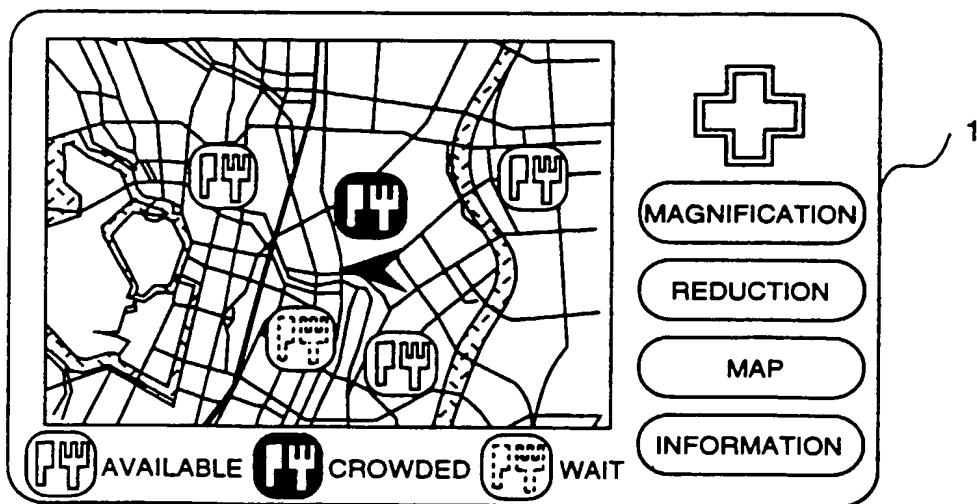 1
MAGNIFICATION
REDUCTION
MAP
INFORMATION
AVAILABLE CROWDED WAIT